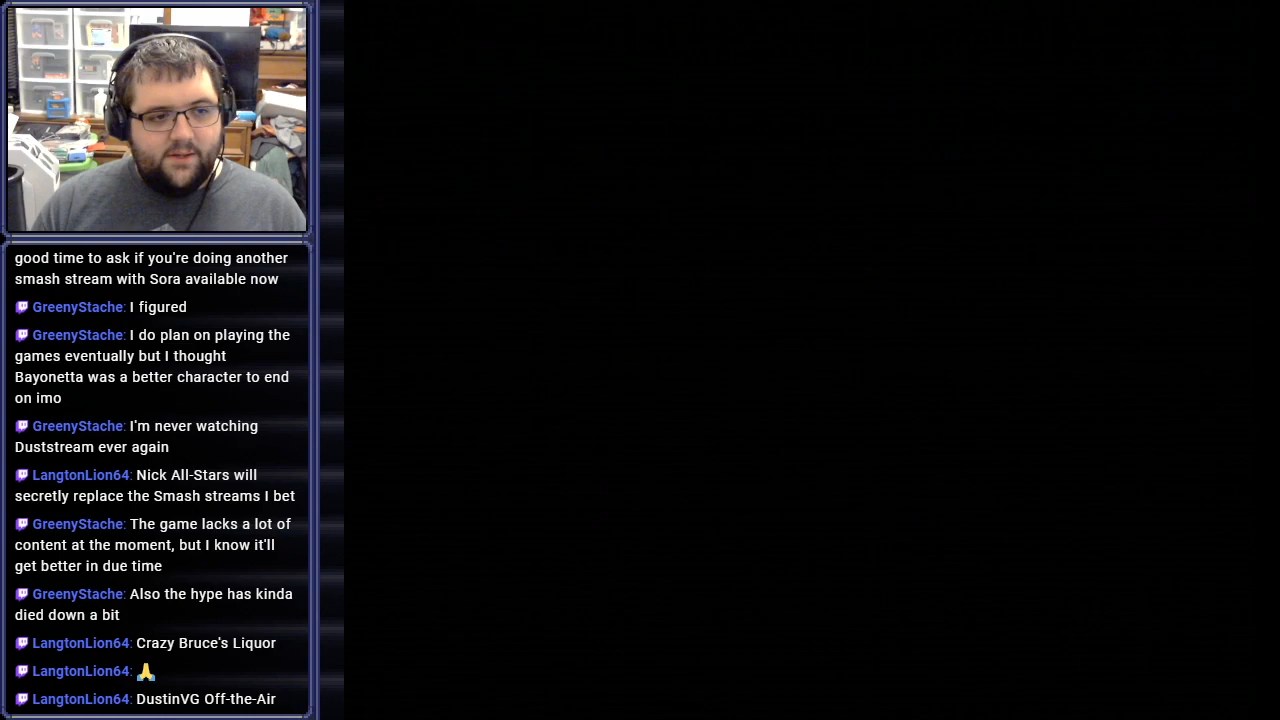 good time to ask if you're doing another
smash stream with Sora available now
GreenyStache: I figured
GreenyStache: I do plan on playing the
games eventually but I thought
Bayonetta was a better character to end
on imo
GreenyStache: I'm never watching
Duststream ever again
LangtonLion64: Nick All-Stars will
secretly replace the Smash streams I bet
GreenyStache: The game lacks a lot of
content at the moment, but I know it'll
get better in due time
GreenyStache: Also the hype has kinda
died down a bit
LangtonLion64: Crazy Bruce's Liquor
LangtonLion64: 🙏
LangtonLion64: DustinVG Off-the-Air